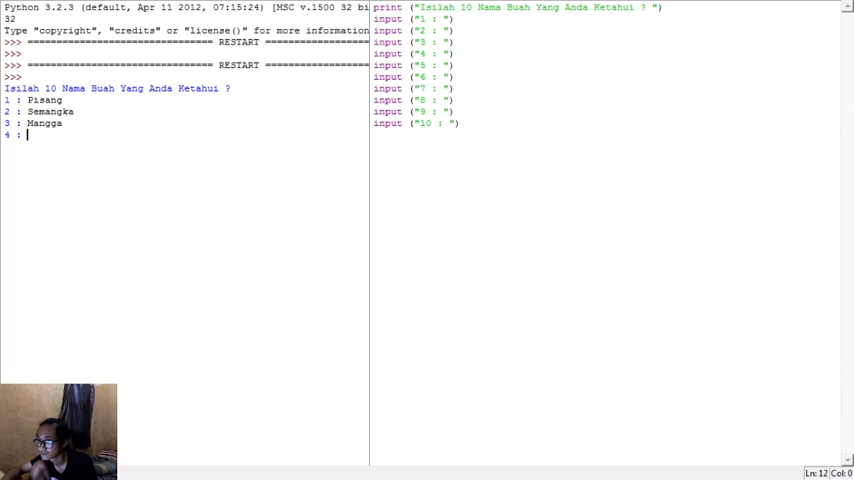 Python 3.2.3 (default, Apr 11 2012, 07:15:24) [MSC v.1500 32 bi
32
Type "copyright", "credits" or "license()" for more information
>>> ================================ RESTART ==================
>>>
>>> ================================ RESTART ==================
>>>
Isilah 10 Nama Buah Yang Anda Ketahui ?
1 : Pisang
2 : Semangka
3 : Mangga
4 :
print ("Isilah 10 Nama Buah Yang Anda Ketahui ? ")
input ("1 : ")
input ("2 : ")
input ("3 : ")
input ("4 : ")
input ("5 : ")
input ("6 : ")
input ("7 : ")
input ("8 : ")
input ("9 : ")
input ("10 : ")
Ln: 12 Col: 0